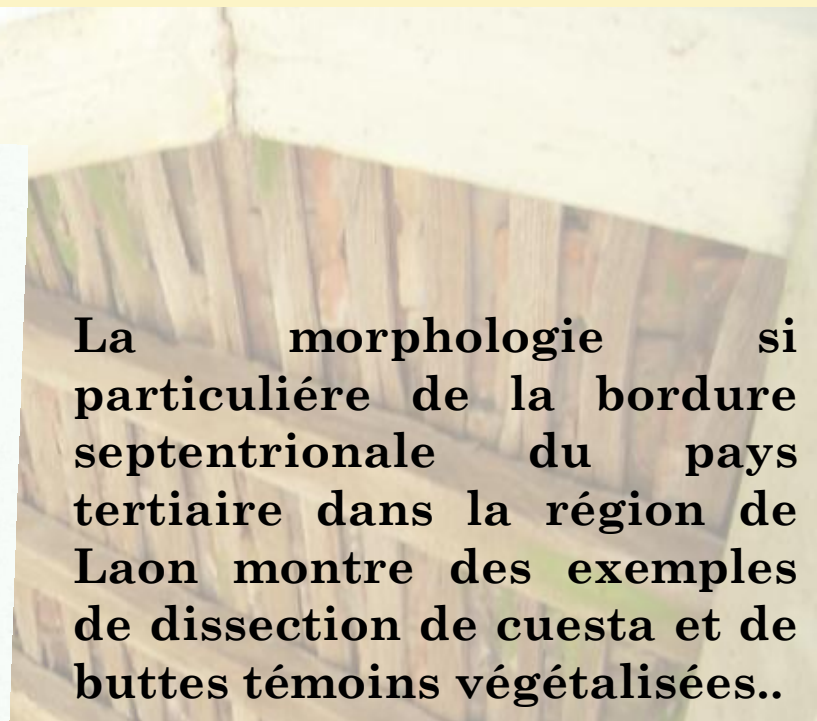 La morphologie si
particuliére de la bordure
septentrionale du pays
tertiaire dans la région de
Laon montre des exemples
de dissection de cuesta et de
buttes témoins végétalisées..